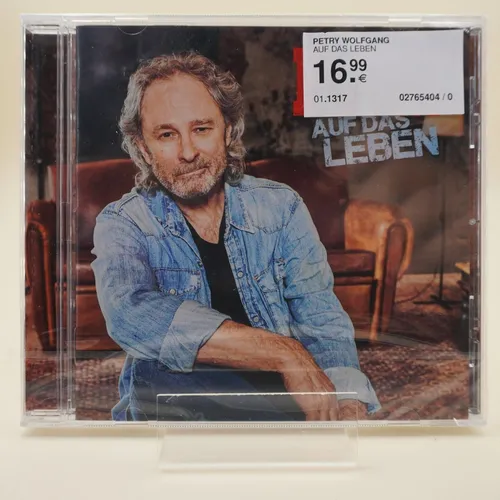 PETRY WOLFGANG
AUF DAS LEBEN
16.99 €
01.1317 02765404 / 0
AUF DAS
LEBEN